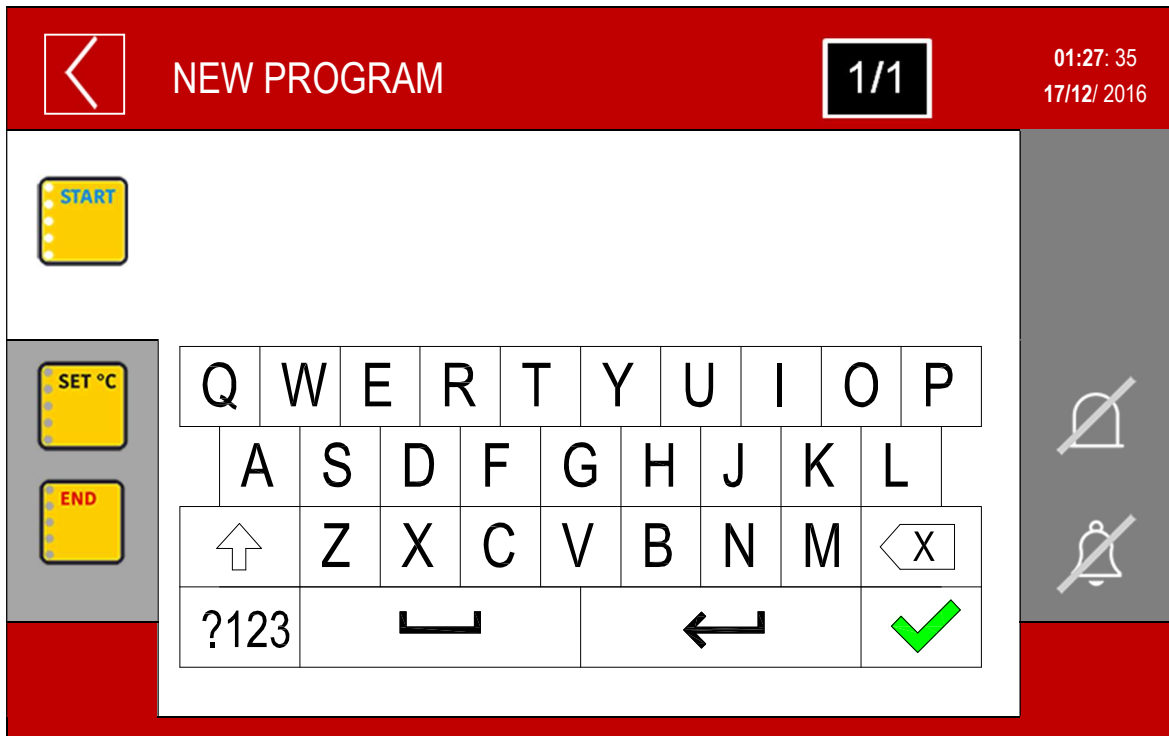 NEW PROGRAM
1/1
01:27: 35
17/12/ 2016
START
SET °C
END
Q W E R T Y U I O P
A S D F G H J K L
Z X C V B N M X
?123